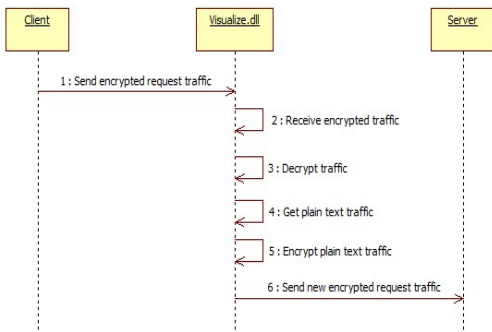 Client
Visualize.dll
Server
1 : Send encrypted request traffic
2 : Receive encrypted traffic
3 : Decrypt traffic
4 : Get plain text traffic
5 : Encrypt plain text traffic
6 : Send new encrypted request traffic